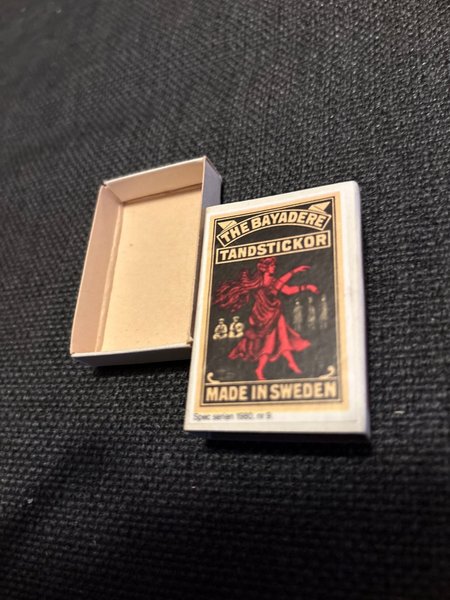 THE BAYADERE
TANDSTICKOR
MADE IN SWEDEN
Spec serien 1980, nr 9.